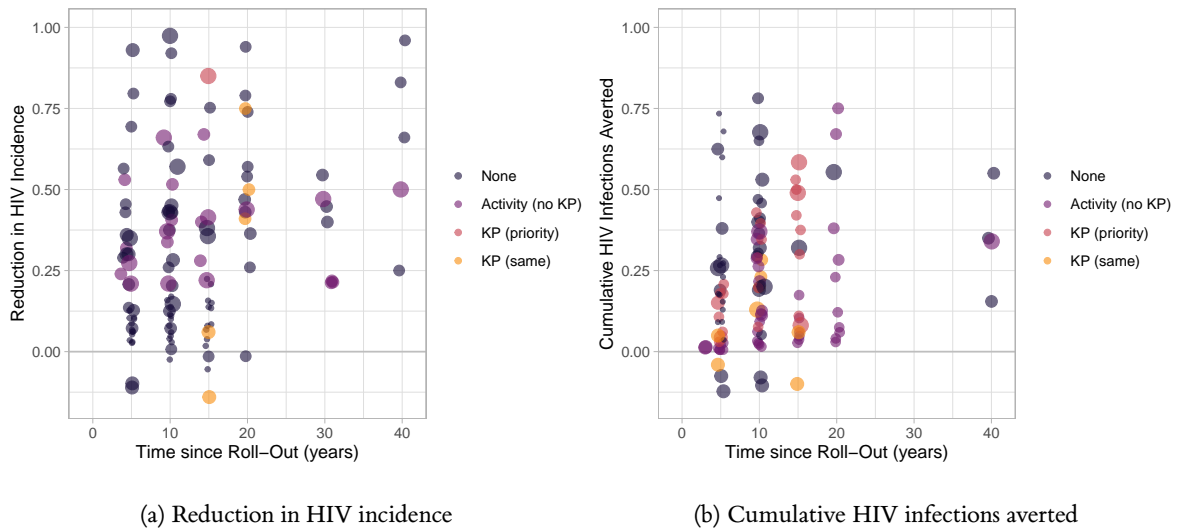 1.00
0.75
0.50
0.25
0.00
Reduction in HIV Incidence
0 10 20 30 40
Time since Roll−Out (years)
None
Activity (no KP)
KP (priority)
KP (same)
(a) Reduction in HIV incidence
1.00
0.75
0.50
0.25
0.00
Cumulative HIV Infections Averted
0 10 20 30 40
Time since Roll−Out (years)
None
Activity (no KP)
KP (priority)
KP (same)
(b) Cumulative HIV infections averted